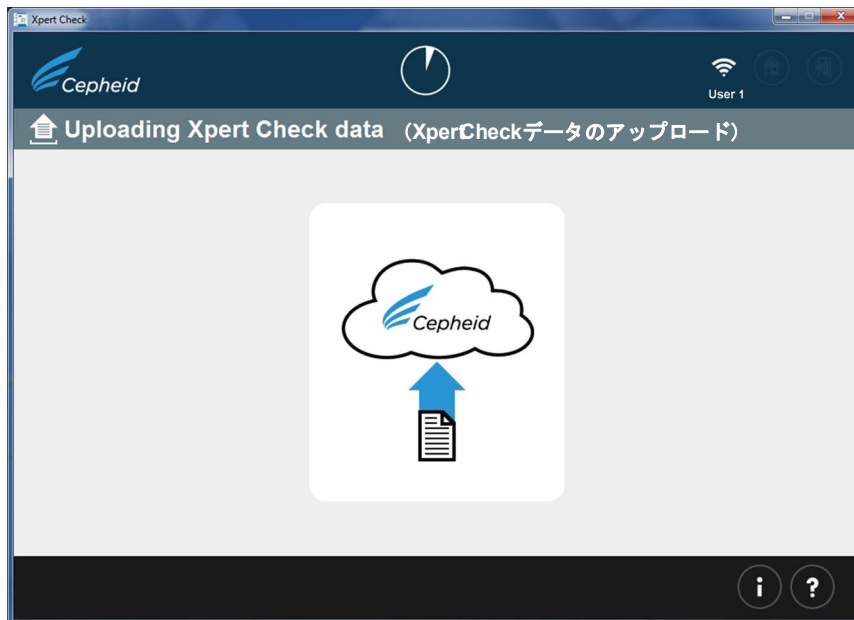 Xpert Check
Cepheid
User 1
Uploading Xpert Check data （XpertCheckデータのアップロード）
Cepheid
i ?